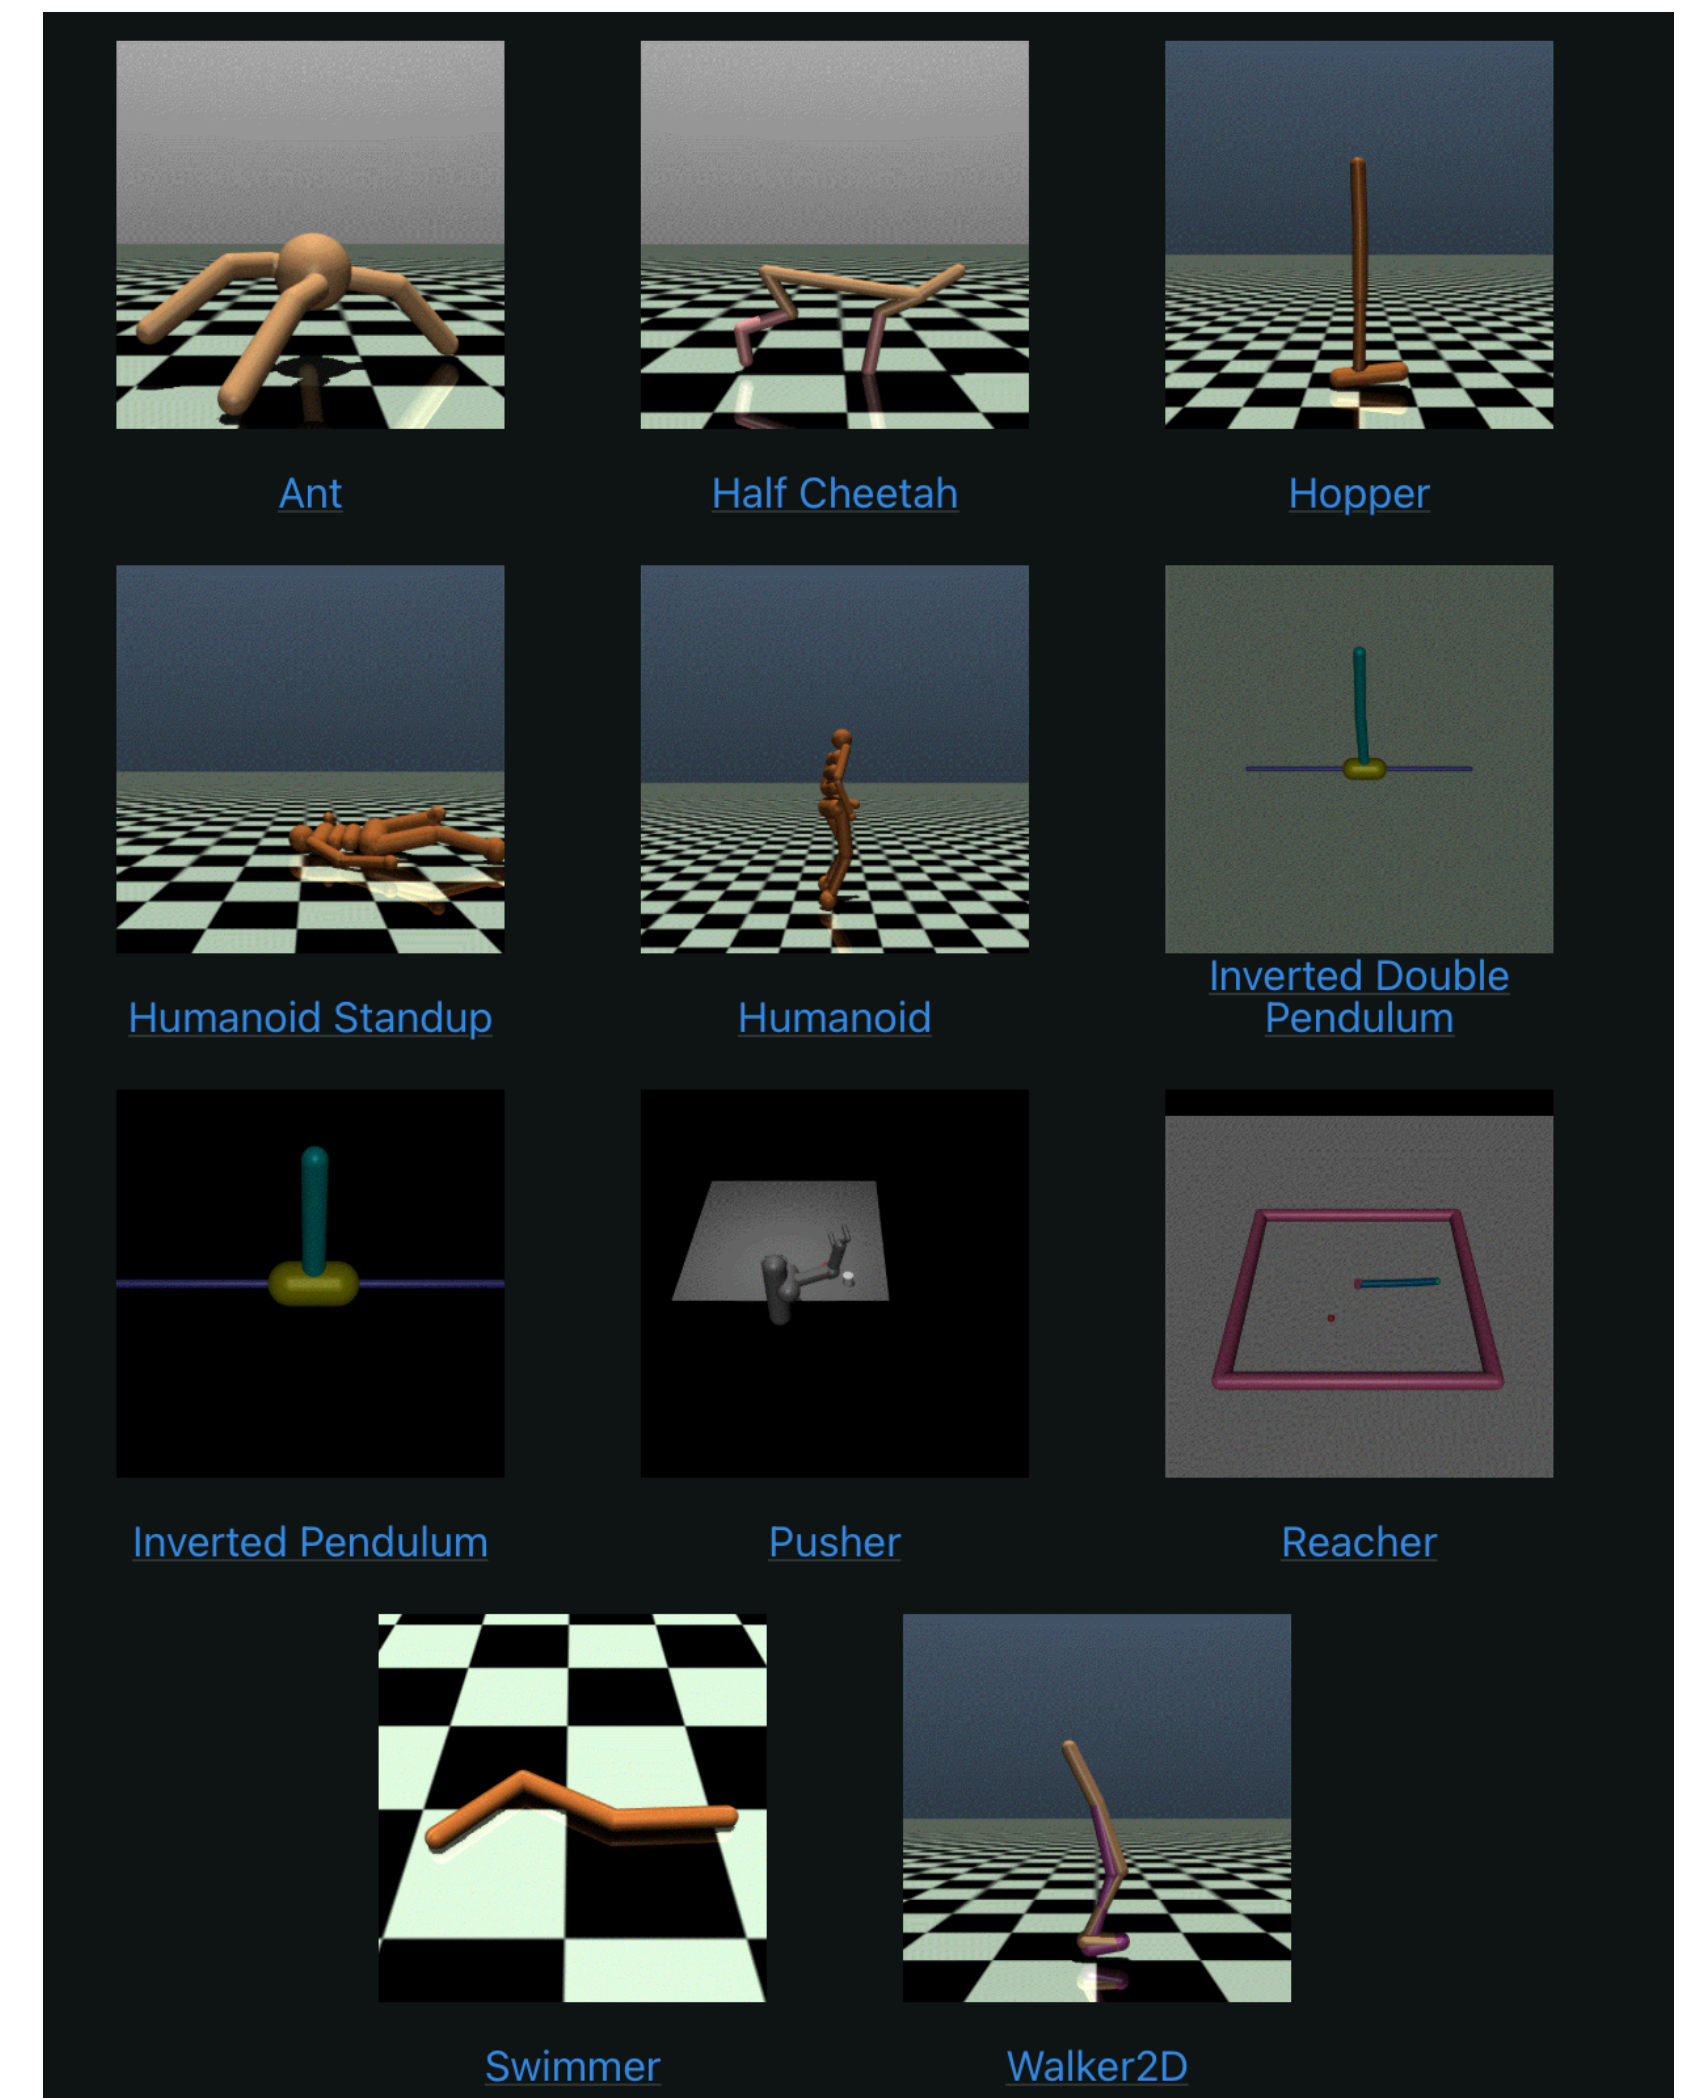 Ant
Half Cheetah
Hopper
Humanoid Standup
Humanoid
Inverted Double
Pendulum
Inverted Pendulum
Pusher
Reacher
Swimmer
Walker2D